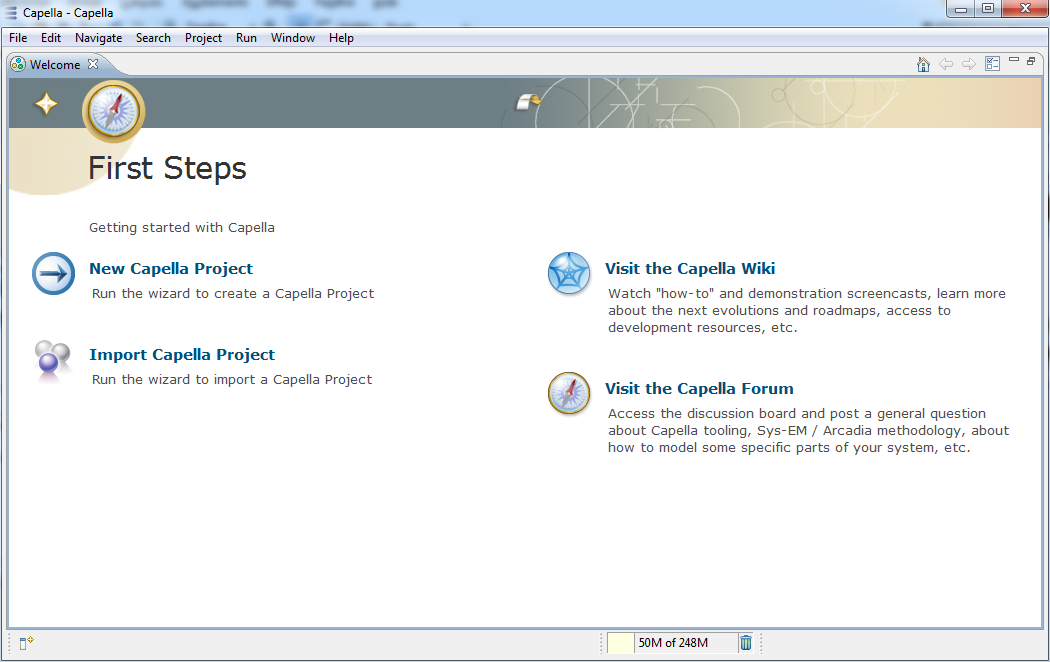 Capella - Capella
File Edit Navigate Search Project Run Window Help
Welcome
First Steps
Getting started with Capella
New Capella Project
Run the wizard to create a Capella Project
Import Capella Project
Run the wizard to import a Capella Project
Visit the Capella Wiki
Watch "how-to" and demonstration screencasts, learn more
about the next evolutions and roadmaps, access to
development resources, etc.
Visit the Capella Forum
Access the discussion board and post a general question
about Capella tooling, Sys-EM / Arcadia methodology, about
how to model some specific parts of your system, etc.
50M of 248M